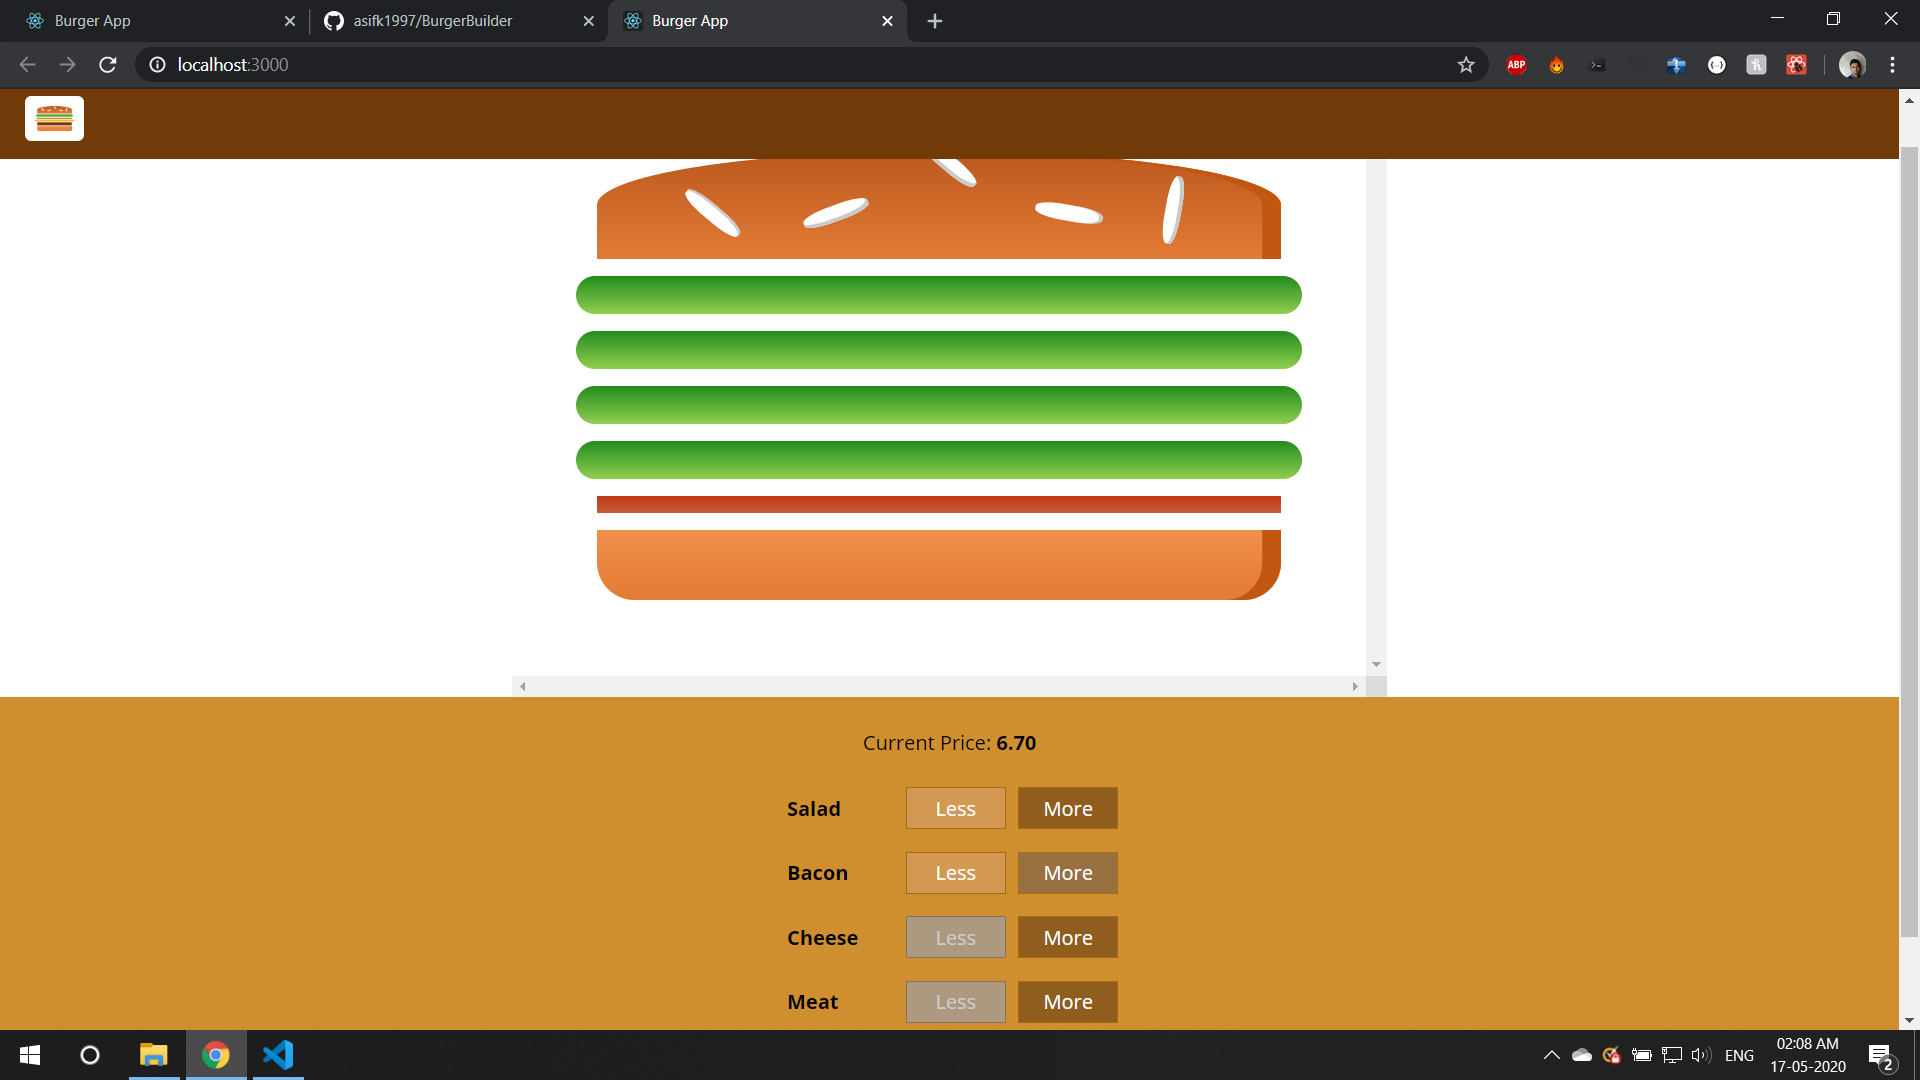 Burger App
asifk1997/BurgerBuilder
Burger App
localhost:3000
ABP
Current Price: 6.70
Salad Less More
Bacon Less More
Cheese Less More
Meat Less More
ENG
02:08 AM
17-05-2020
2